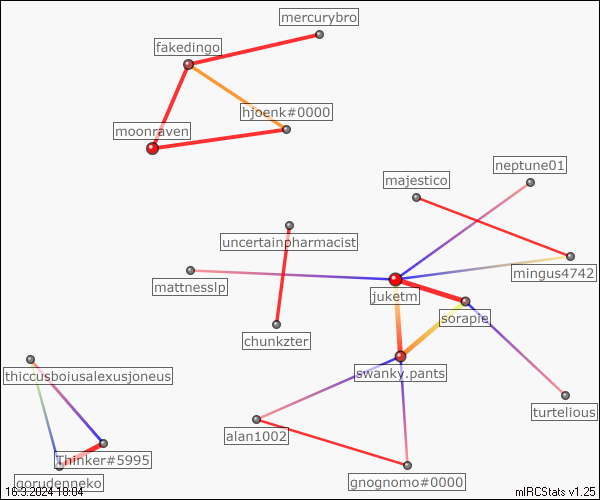 mercurybro
fakedingo
hjoenk#0000
moonraven
neptune01
majestico
uncertainpharmacist
mingus4742
mattnesslp
juketm
sorapie
chunkzter
swanky.pants
thiccusboiusalexusjoneus
turtelious
alan1002
Thinker#5995
gorudenneko
gnognomo#0000
16.3.2024 10:04
mIRCStats v1.25